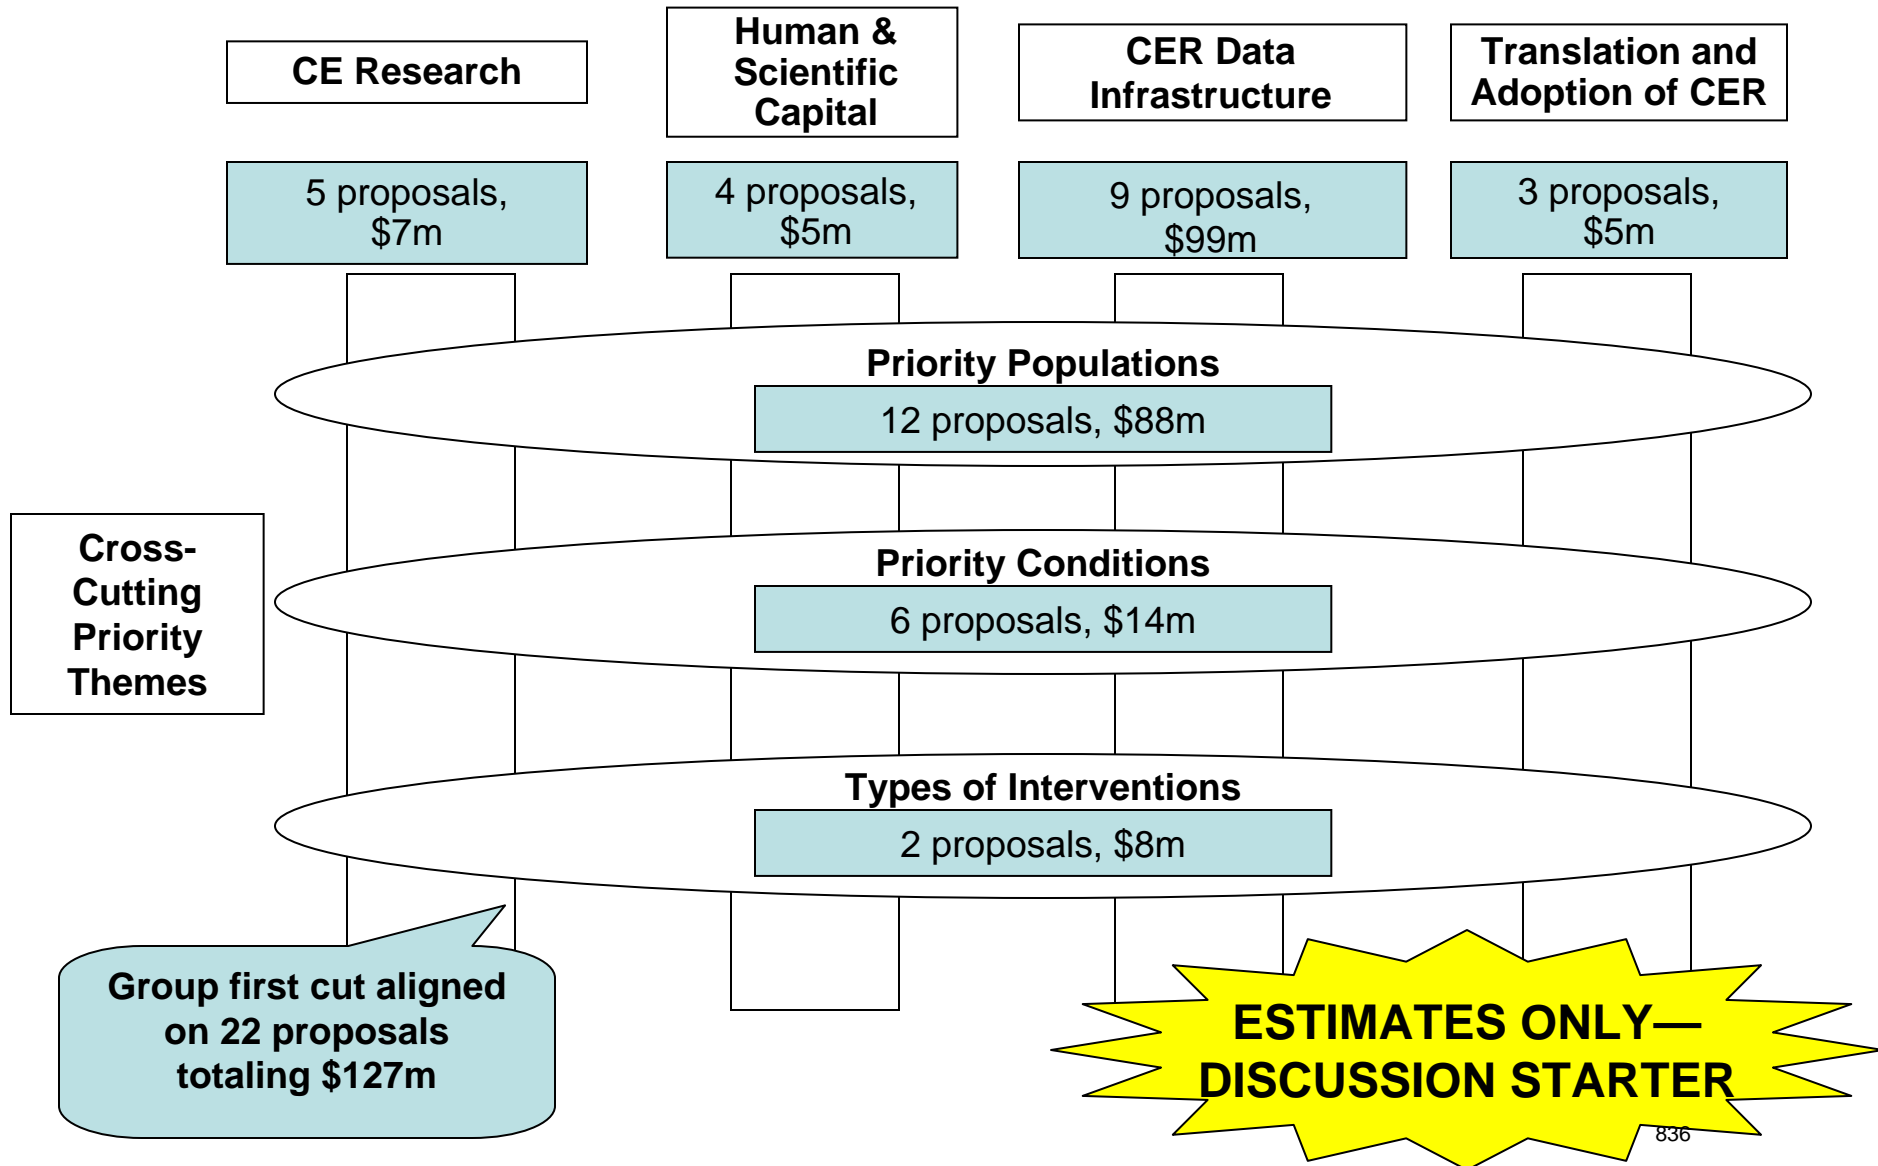 CE Research
Human &
Scientific
Capital
CER Data
Infrastructure
Translation and
Adoption of CER
5 proposals,
$7m
4 proposals,
$5m
9 proposals,
$99m
3 proposals,
$5m
Priority Populations
12 proposals, $88m
Cross-
Cutting
Priority
Themes
Priority Conditions
6 proposals, $14m
Types of Interventions
2 proposals, $8m
Group first cut aligned
on 22 proposals
totaling $127m
ESTIMATES ONLY—
DISCUSSION STARTER
836